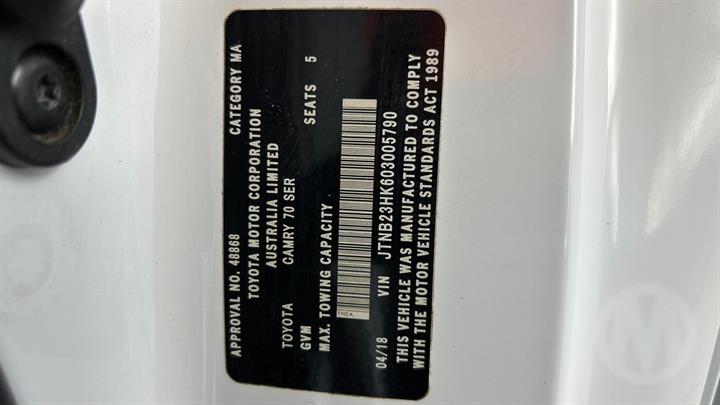 APPROVAL NO. 48868 CATEGORY MA
TOYOTA MOTOR CORPORATION
AUSTRALIA LIMITED
TOYOTA CAMRY 70 SER
GVM SEATS 5
MAX. TOWING CAPACITY
THCA
04/18 VIN JTNB23HK603005790
THIS VEHICLE WAS MANUFACTURED TO COMPLY
WITH THE MOTOR VEHICLE STANDARDS ACT 1989
M